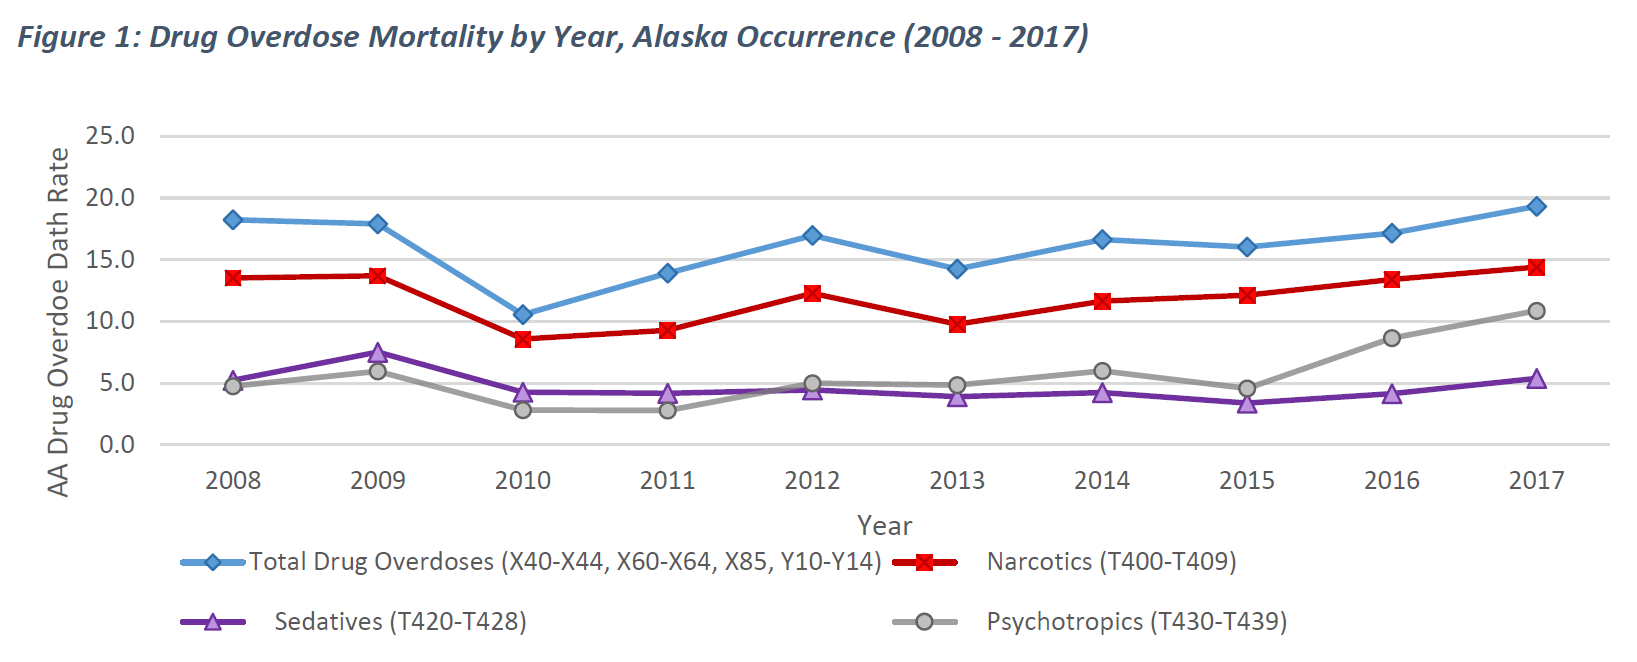 Figure 1: Drug Overdose Mortality by Year, Alaska Occurrence (2008 - 2017)
AA Drug Overdoe Dath Rate
25.0
20.0
15.0
10.0
5.0
0.0
2008 2009 2010 2011 2012 2013 2014 2015 2016 2017
Year
Total Drug Overdoses (X40-X44, X60-X64, X85, Y10-Y14)
Narcotics (T400-T409)
Sedatives (T420-T428)
Psychotropics (T430-T439)